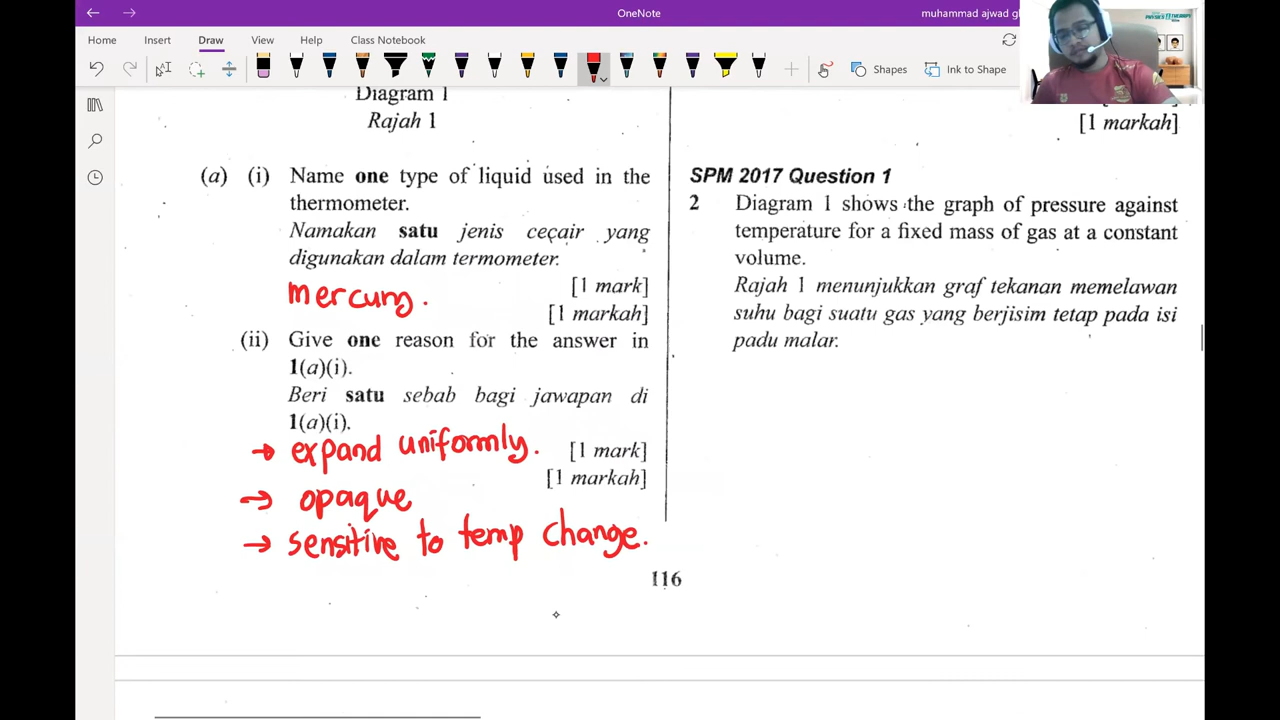 OneNote
muhammad ajwad gh
Home Insert Draw View Help Class Notebook
Shapes
Ink to Shape
Diagram 1
Rajah 1
(a) (i) Name one type of liquid used in the
thermometer.
Namakan satu jenis cecair yang
digunakan dalam termometer.
[1 mark]
mercury.
[1 markah]
(ii) Give one reason for the answer in
1(a)(i).
Beri satu sebab bagi jawapan di
1(a)(i).
→ expand uniformly.
[1 mark]
[1 markah]
→ opaque
→ sensitive to temp change.
[1 markah]
SPM 2017 Question 1
2 Diagram 1 shows the graph of pressure against
temperature for a fixed mass of gas at a constant
volume.
Rajah 1 menunjukkan graf tekanan memelawan
suhu bagi suatu gas yang berjisim tetap pada isi
padu malar.
116